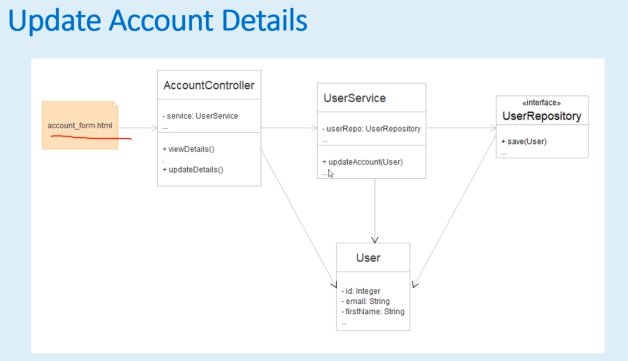 Update Account Details
account_form.html
AccountController
- service: UserService
...
+ viewDetails()
.
+ updateDetails()
UserService
- userRepo: UserRepository
...
+ updateAccount(User)
...
«interface»
UserRepository
+ save(User)
...
User
- id: Integer
- email: String
- firstName: String
...